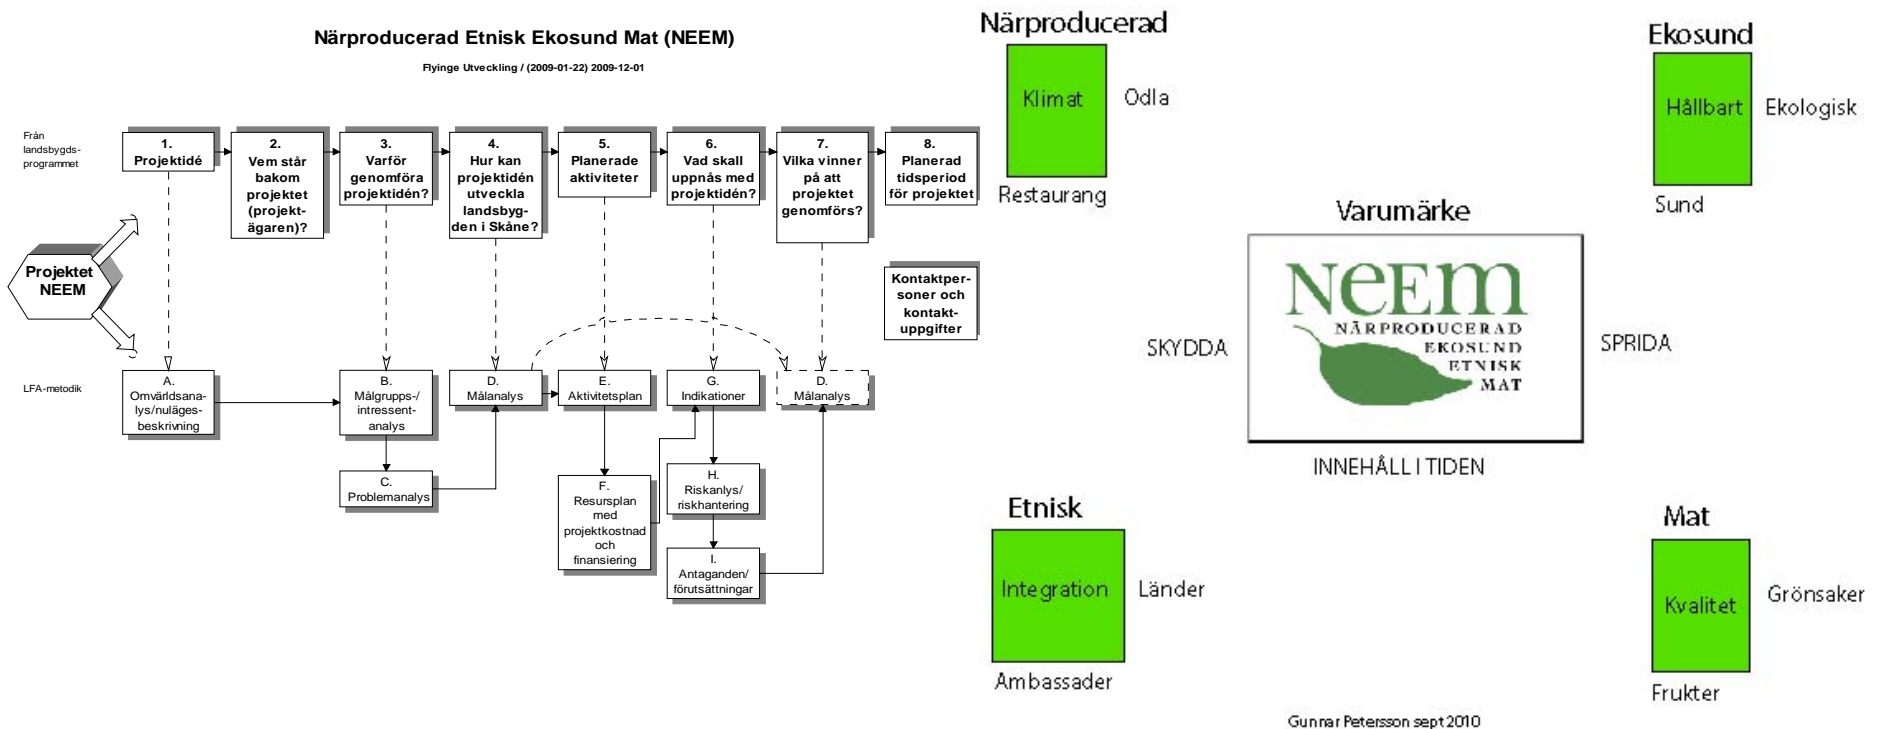 Närproducerad Etnisk Ekosund Mat (NEEM)
Flyinge Utveckling / (2009-01-22) 2009-12-01
Från
landsbygds-
programmet
1.
Projektidé
2.
Vem står
bakom
projektet
(projekt-
ägaren)?
3.
Varför
genomföra
projektidén?
4.
Hur kan
projektidén
utveckla
landsbyg-
den i Skåne?
5.
Planerade
aktiviteter
6.
Vad skall
uppnås med
projektidén?
7.
Vilka vinner
på att
projektet
genomförs?
8.
Planerad
tidsperiod
för projektet
Projektet
NEEM
Kontaktper-
soner och
kontakt-
uppgifter
LFA-metodik
A.
Omvärldsana-
lys/nuläges-
beskrivning
B.
Målgrupps-/
intressent-
analys
C.
Problemanalys
D.
Målanalys
E.
Aktivitetsplan
F.
Resursplan
med
projektkostnad
och
finansiering
G.
Indikationer
H.
Riskanlys/
riskhantering
I.
Antaganden/
förutsättningar
D.
Målanalys
Närproducerad
Klimat
Odla
Restaurang
Ekosund
Hållbart
Ekologisk
Sund
Varumärke
NEEM
NÄRPRODUCERAD
EKOSUND
ETNISK
MAT
SKYDDA
SPRIDA
INNEHÅLL I TIDEN
Etnisk
Integration
Länder
Ambassader
Mat
Kvalitet
Grönsaker
Frukter
Gunnar Petersson sept 2010